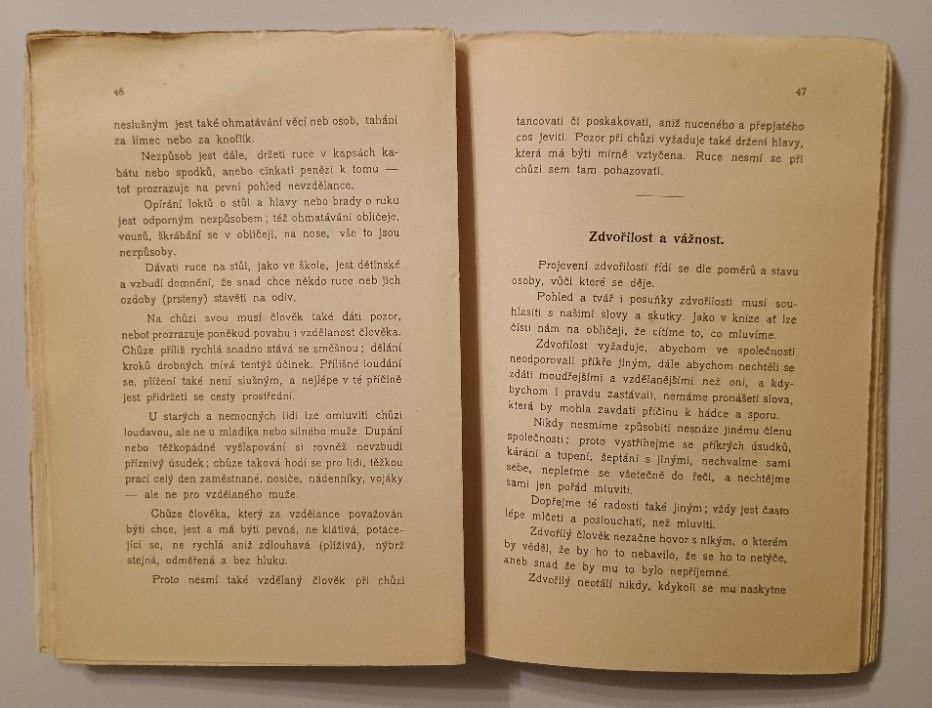 46
neslušným jest také ohmatávání věcí neb osob, tahání
za límec nebo za knoflík.
Nezpůsob jest dále, držeti ruce v kapsách ka-
bátu nebo spodků, anebo cinkati penězi k tomu —
toť prozrazuje na první pohled nevzdělance.
Opírání loktů o stůl a hlavy nebo brady o ruku
jest odporným nezpůsobem; též ohmatávání obličeje,
vousů, škrábání se v obličeji, na nose, vše to jsou
nezpůsoby.
Dávati ruce na stůl, jako ve škole, jest dětinské
a vzbudí domnění, že snad chce někdo ruce neb jich
ozdoby (prsteny) stavěti na odiv.
Na chůzi svou musí člověk také dáti pozor,
neboť prozrazuje poněkud povahu i vzdělanost člověka.
Chůze příliš rychlá snadno stává se směšnou; dělání
kroků drobných mívá tentýž účinek. Přílišné loudání
se, plížení také není slušným, a nejlépe v té příčině
jest přidržeti se cesty prostřední.
U starých a nemocných lidí lze omluviti chůzi
loudavou, ale ne u mladíka nebo silného muže. Dupání
nebo těžkopádné vyšlapování si rovněž nevzbudí
příznivý úsudek; chůze taková hodí se pro lidi, těžkou
prací celý den zaměstnané, nosiče, nádenníky, vojáky
— ale ne pro vzdělaného muže.
Chůze člověka, který za vzdělance považován
býti chce, jest a má býti pevná, ne klátivá, potáce-
jící se, ne rychlá aniž zdlouhavá (plíživá), nýbrž
stejná, odměřená a bez hluku.
Proto nesmí také vzdělaný člověk při chůzi
47
tancovati či poskakovati, aniž nuceného a přepjatého
cos jeviti. Pozor při chůzi vyžaduje také držení hlavy,
která má býti mírně vztyčena. Ruce nesmí se při
chůzi sem tam pohazovati.
Zdvořilost a vážnost.
Projevení zdvořilosti řídí se dle poměrů a stavu
osoby, vůči které se děje.
Pohled a tvář i posuňky zdvořilosti musí sou-
hlasiti s našimi slovy a skutky. Jako v knize ať lze
čísti nám na obličeji, že cítíme to, co mluvíme.
Zdvořilost vyžaduje, abychom ve společnosti
neodporovali příkře jiným, dále abychom nechtěli se
zdáti moudřejšími a vzdělanějšími než oni, a kdy-
bychom i pravdu zastávali, nemáme pronášeti slova,
která by mohla zavdati příčinu k hádce a sporu.
Nikdy nesmíme způsobiti nesnáze jinému členu
společnosti; proto vystříhejme se příkrých úsudků,
kárání a tupení, šeptání s jinými, nechvalme sami
sebe, nepleťme se všetečně do řeči, a nechtějme
sami jen pořád mluviti.
Dopřejme té radosti také jiným; vždy jest často
lépe mlčeti a poslouchati, než mluviti.
Zdvořilý člověk nezačne hovor s nikým, o kterém
by věděl, že by ho to nebavilo, že se ho to netýče,
aneb snad že by mu to bylo nepříjemné.
Zdvořilý neotálí nikdy, kdykoli se mu naskytne